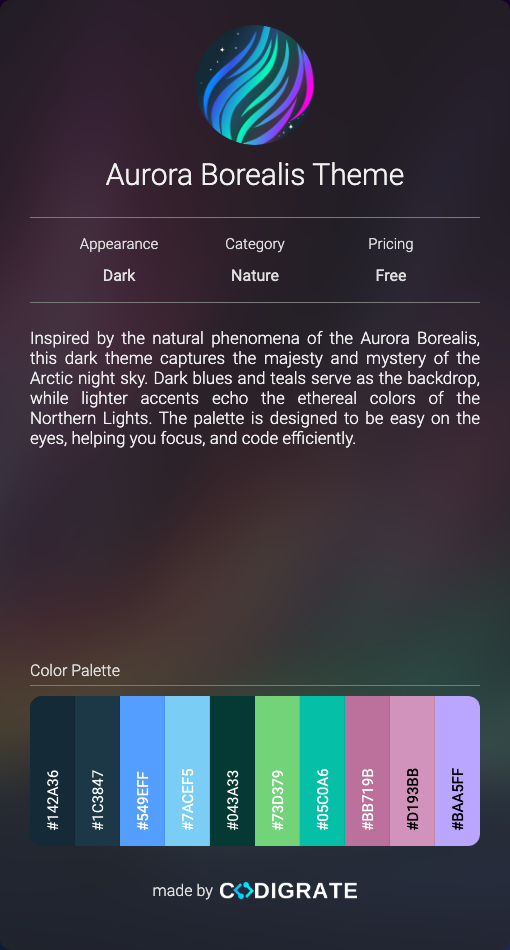 Aurora Borealis Theme
Appearance Category Pricing
Dark Nature Free
Inspired by the natural phenomena of the Aurora Borealis,
this dark theme captures the majesty and mystery of the
Arctic night sky. Dark blues and teals serve as the backdrop,
while lighter accents echo the ethereal colors of the
Northern Lights. The palette is designed to be easy on the
eyes, helping you focus, and code efficiently.
Color Palette
#142A36
#1C3847
#549EFF
#7ACEF5
#043A33
#73D379
#05C0A6
#BB719B
#D193BB
#BAA5FF
made by CODIGRATE